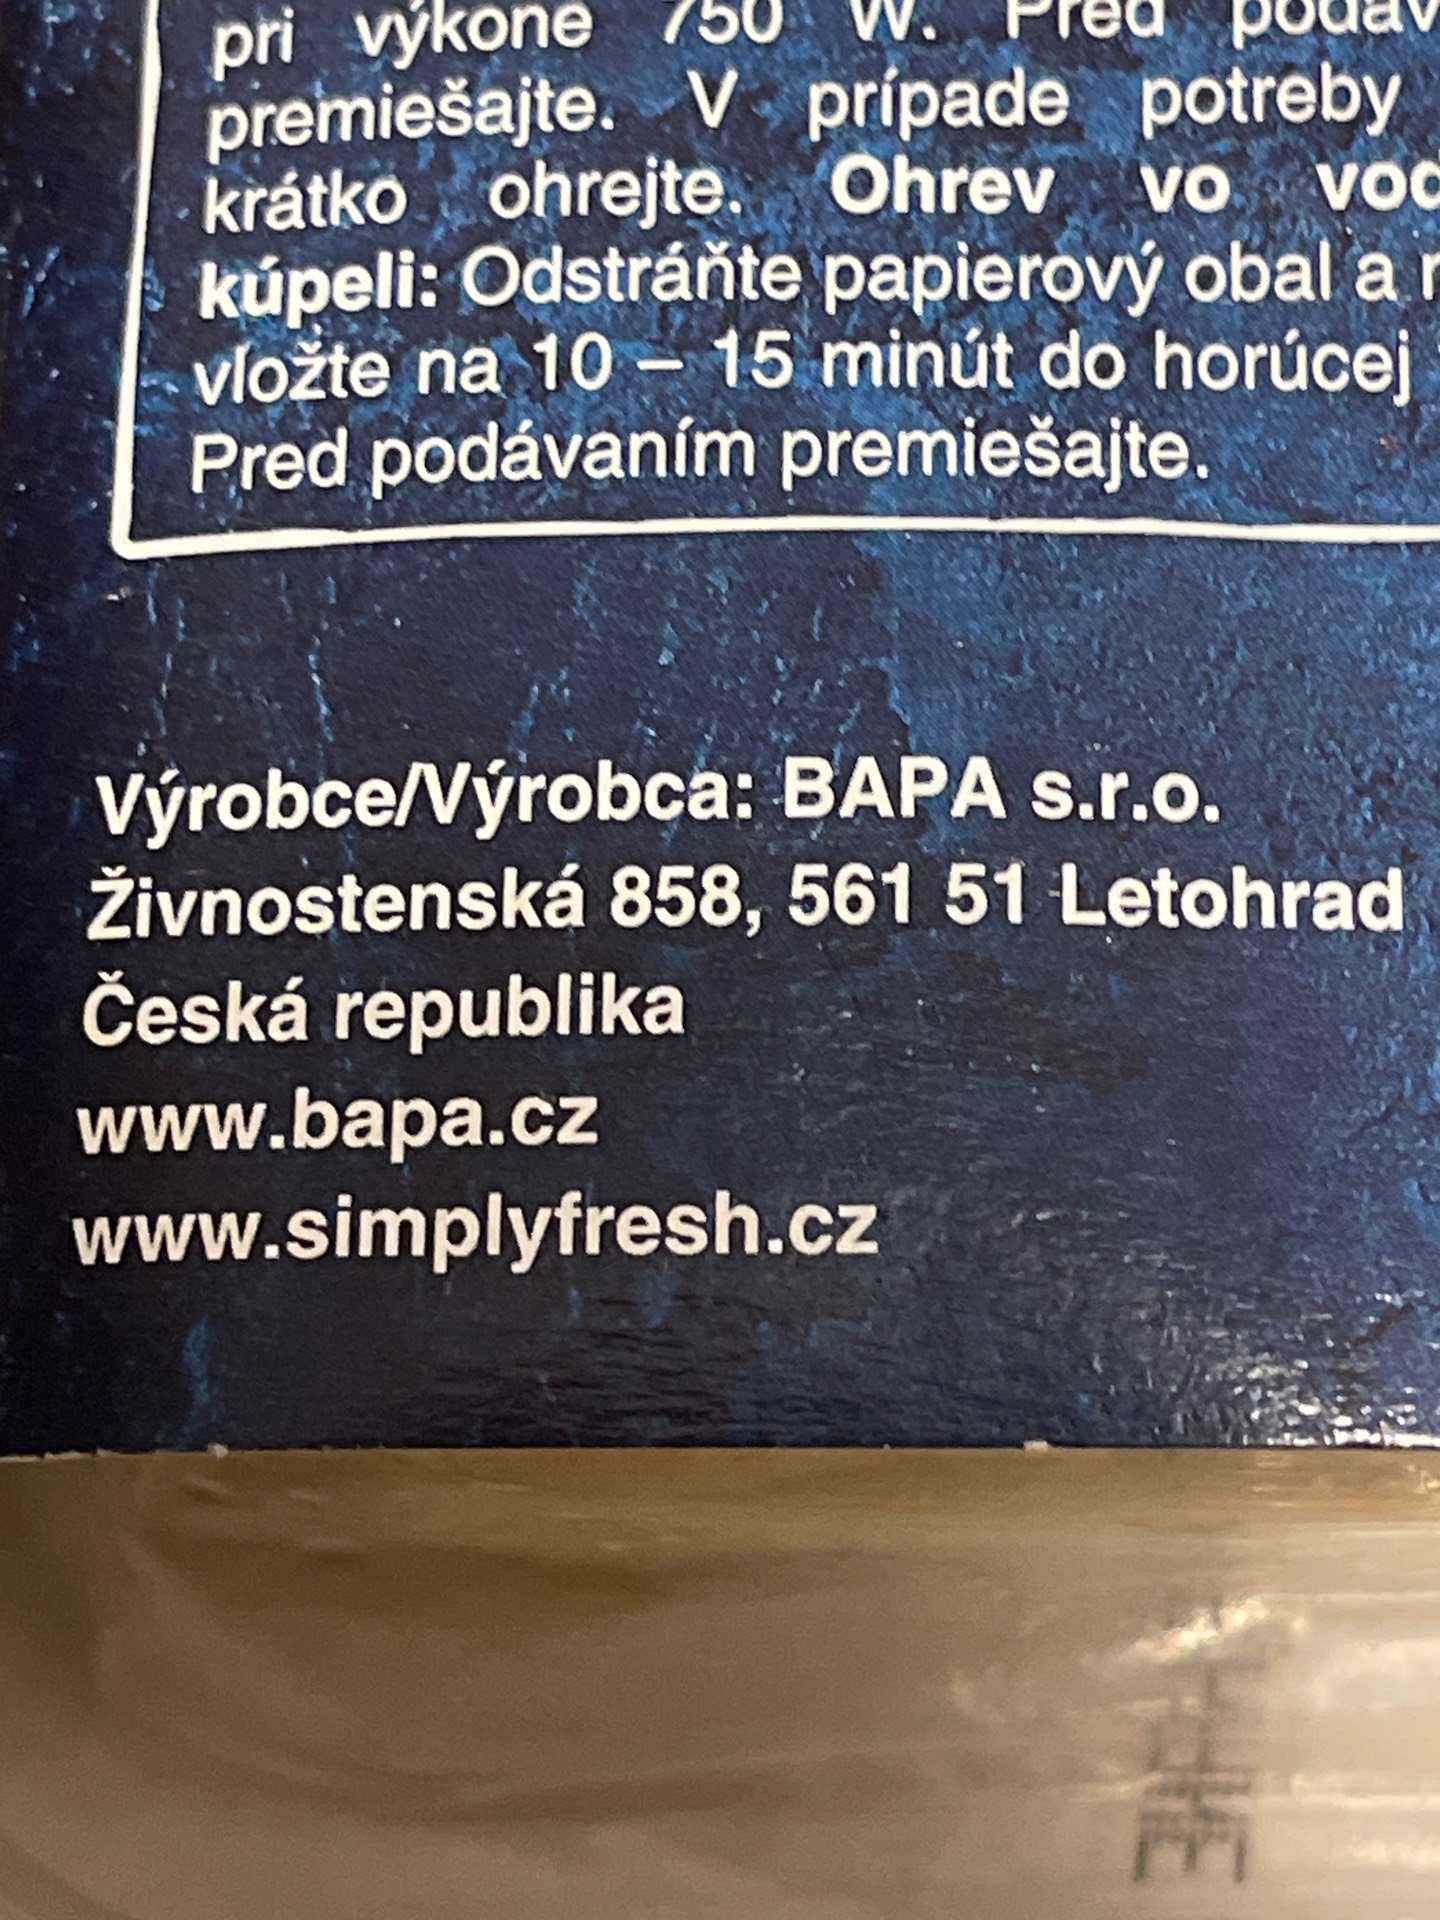 pri výkone 750 W. Pred
premiešajte. V prípade potreby
krátko ohrejte. Ohrev vo
kúpeli: Odstráňte papierový obal a
vložte na 10 – 15 minút do horúcej
Pred podávaním premiešajte.
Výrobce/Výrobca: BAPA s.r.o.
Živnostenská 858, 561 51 Letohrad
Česká republika
www.bapa.cz
www.simplyfresh.cz